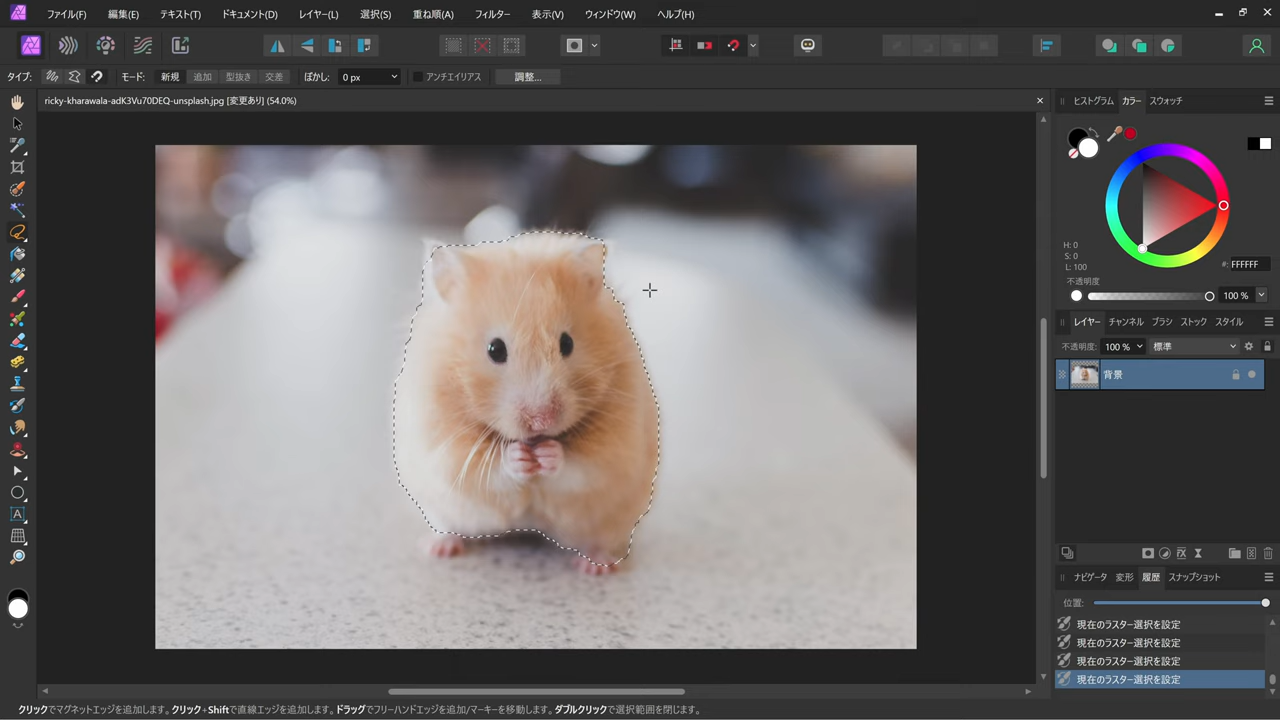 ファイル(F) 編集(E) テキスト(T) ドキュメント(D) レイヤー(L) 選択(S) 重ね順(A) フィルター 表示(V) ウィンドウ(W) ヘルプ(H)
タイプ: モード: 新規 追加 型抜き 交差 ぼかし: 0 px アンチエイリアス 調整...
ricky-kharawala-adK3Vu70DEQ-unsplash.jpg [変更あり] (54.0%)
ヒストグラム カラー スウォッチ
H: 0
S: 0
L: 100
#: FFFFFF
不透明度
100 %
レイヤー チャンネル ブラシ ストック スタイル
不透明度: 100 % 標準
背景
ナビゲータ 変形 履歴 スナップショット
位置:
現在のラスター選択を設定
現在のラスター選択を設定
現在のラスター選択を設定
現在のラスター選択を設定
クリックでマグネットエッジを追加します。クリック+Shiftで直線エッジを追加します。ドラッグでフリーハンドエッジを追加/マーキーを移動します。ダブルクリックで選択範囲を閉じます。